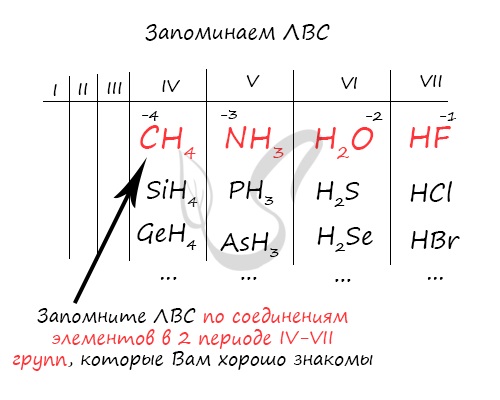 Запоминаем ЛВС
I II III IV V VI VII
-4 -3 -2 -1
CH4 NH3 H2O HF
SiH4 PH3 H2S HCl
GeH4 AsH3 H2Se HBr
... ... ... ...
Запомните ЛВС по соединениям
элементов в 2 периоде IV-VII
групп, которые Вам хорошо знакомы